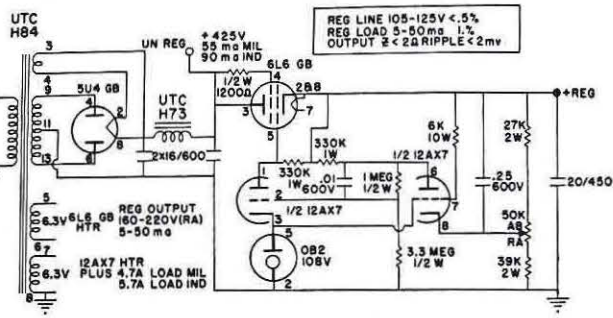 UTC
H84
3
4
9
11
13
5
6
7
8
5U4 GB
4
2
8
6
UTC
H73
2x16/600
UN REG
+425V
55 ma MIL
90 ma IND
1/2 W
1200Ω
6L6 GB
4
2&8
3
7
5
REG LINE 105-125V <.5%
REG LOAD 5-50ma 1.%
OUTPUT Z < 2Ω RIPPLE < 2mv
+REG
330K
1W
330K
1W
.01
600V
1 MEG
1/2 W
1/2 12AX7
6K
10W
27K
2W
.25
600V
20/450
1
2
3
1/2 12AX7
6
7
8
50K
AB
RA
39K
2W
3.3 MEG
1/2 W
5
OB2
108V
2
6.3V
6L6 GB
HTR
REG OUTPUT
160-220V(RA)
5-50ma
6.3V
12AX7 HTR
PLUS 4.7A LOAD MIL
5.7A LOAD IND